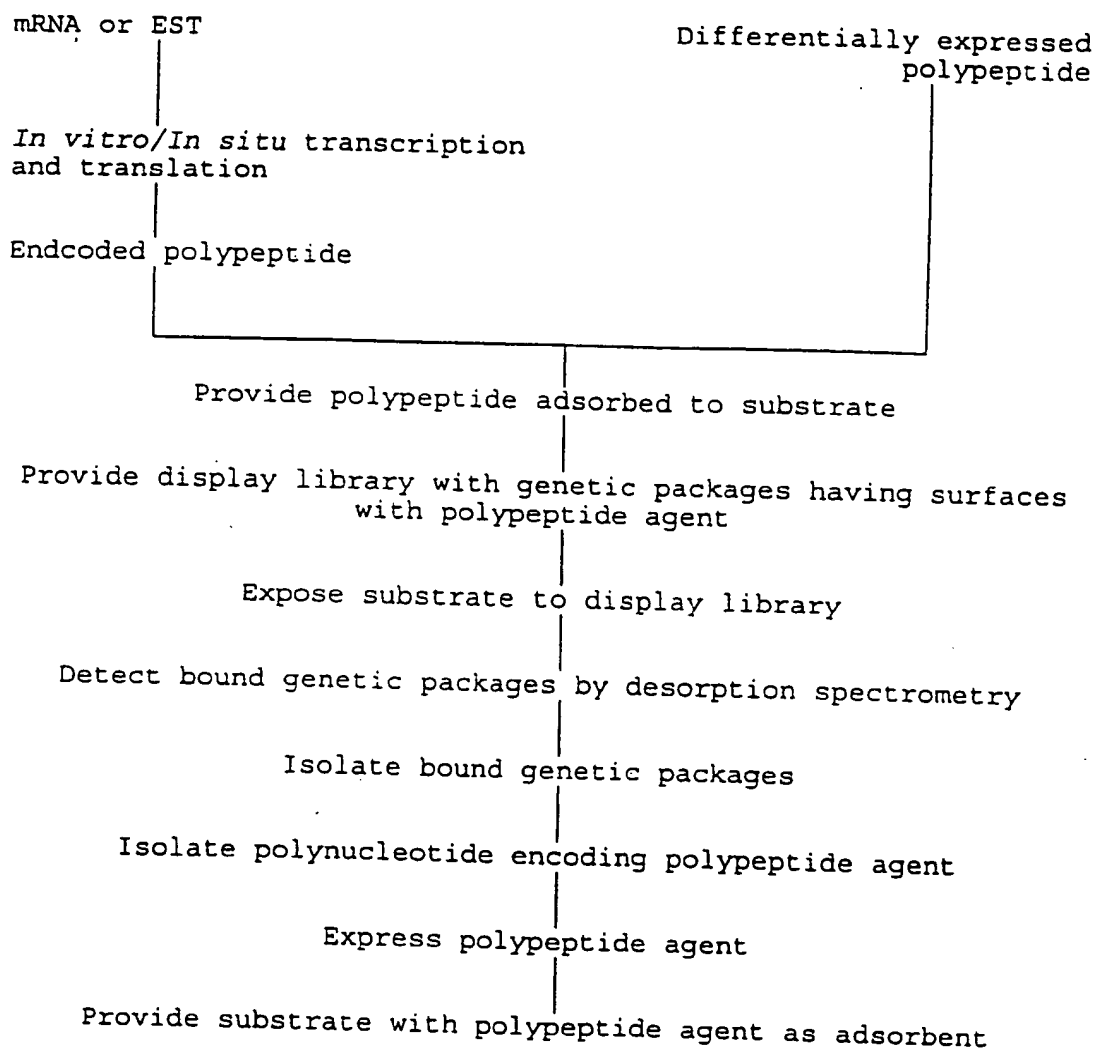 mRNA or EST
Differentially expressed
polypeptide
In vitro/In situ transcription
and translation
Endcoded polypeptide
Provide polypeptide adsorbed to substrate
Provide display library with genetic packages having surfaces
with polypeptide agent
Expose substrate to display library
Detect bound genetic packages by desorption spectrometry
Isolate bound genetic packages
Isolate polynucleotide encoding polypeptide agent
Express polypeptide agent
Provide substrate with polypeptide agent as adsorbent